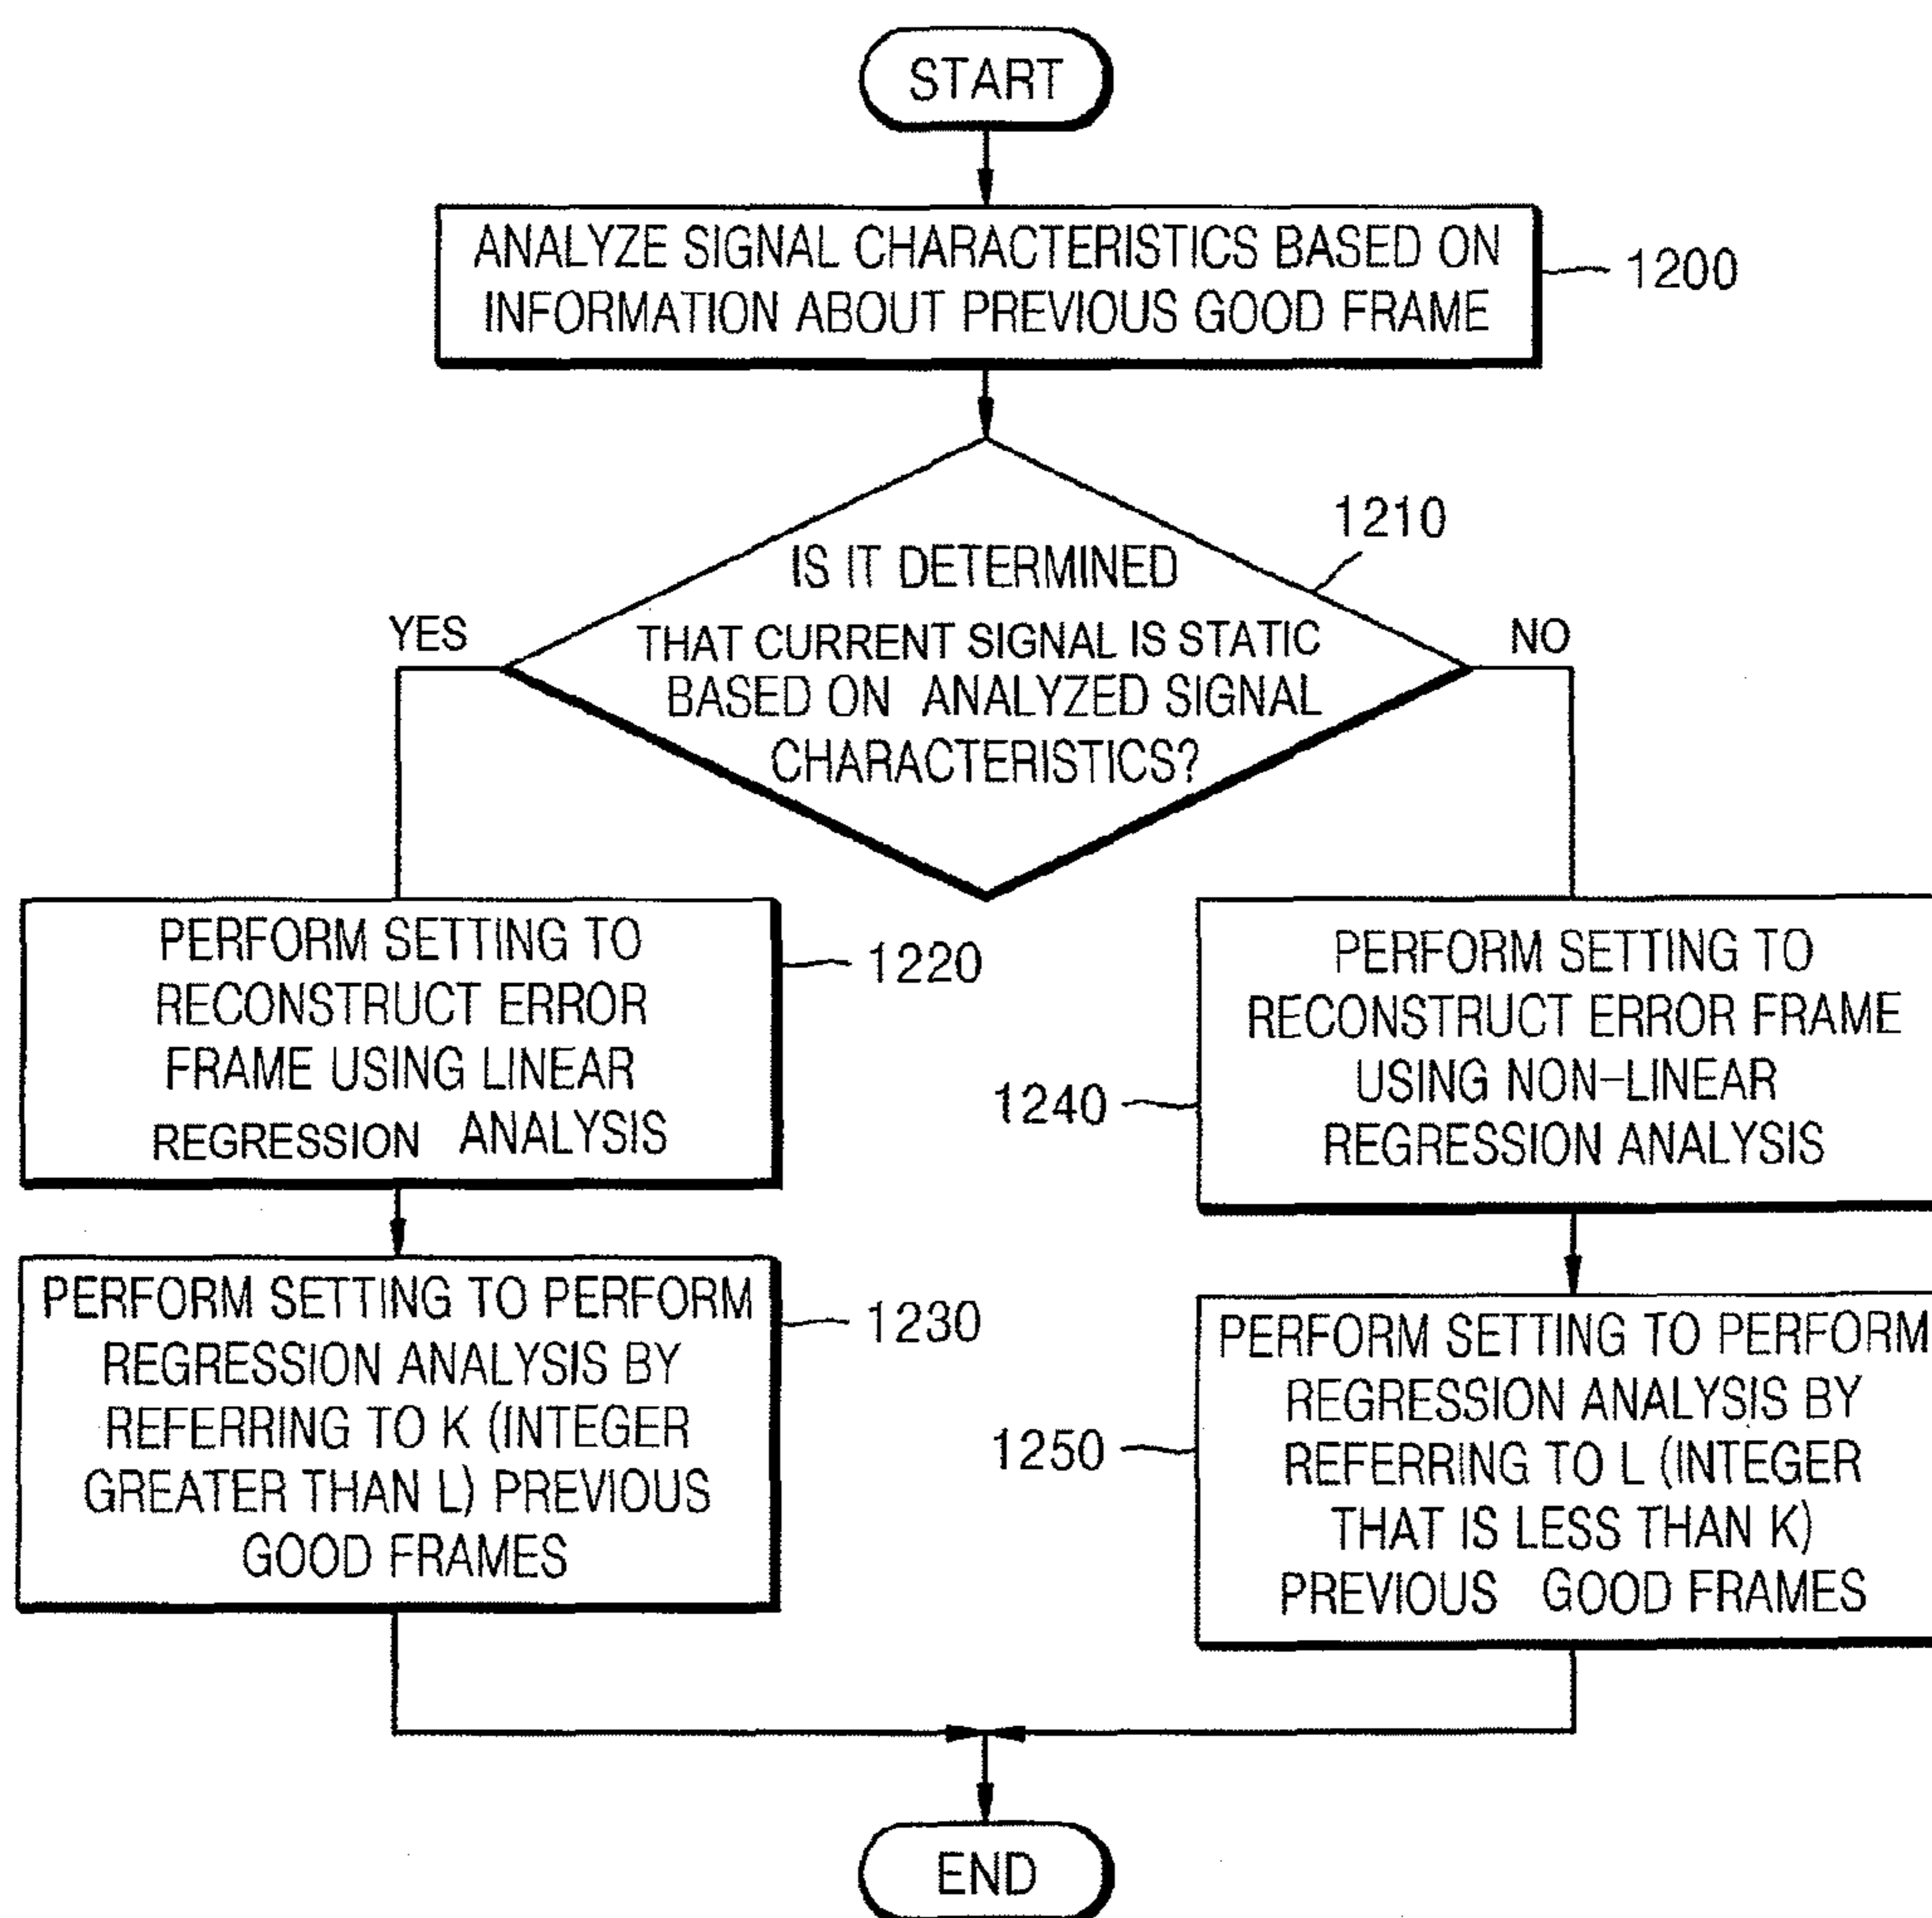 START
ANALYZE SIGNAL CHARACTERISTICS BASED ON
INFORMATION ABOUT PREVIOUS GOOD FRAME
1200
1210
IS IT DETERMINED
THAT CURRENT SIGNAL IS STATIC
BASED ON ANALYZED SIGNAL
CHARACTERISTICS?
YES
NO
PERFORM SETTING TO
RECONSTRUCT ERROR
FRAME USING LINEAR
REGRESSION ANALYSIS
1220
PERFORM SETTING TO
RECONSTRUCT ERROR FRAME
USING NON-LINEAR
REGRESSION ANALYSIS
1240
PERFORM SETTING TO PERFORM
REGRESSION ANALYSIS BY
REFERRING TO K (INTEGER
GREATER THAN L) PREVIOUS
GOOD FRAMES
1230
PERFORM SETTING TO PERFORM
REGRESSION ANALYSIS BY
REFERRING TO L (INTEGER
THAT IS LESS THAN K)
PREVIOUS GOOD FRAMES
1250
END